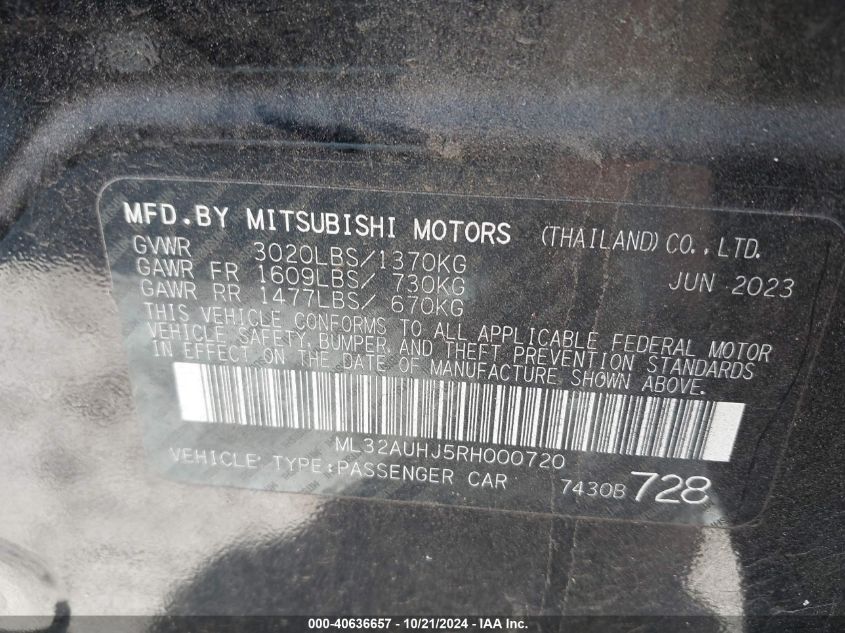 MFD.BY MITSUBISHI MOTORS (THAILAND) CO.,LTD.
GVWR 3020LBS/1370KG JUN 2023
GAWR FR 1609LBS/ 730KG
GAWR RR 1477LBS/ 670KG
THIS VEHICLE CONFORMS TO ALL APPLICABLE FEDERAL MOTOR
VEHICLE SAFETY, BUMPER, AND THEFT PREVENTION STANDARDS
IN EFFECT ON THE DATE OF MANUFACTURE SHOWN ABOVE.
ML32AUHJ5RH000720
VEHICLE TYPE:PASSENGER CAR 7430B 728
000-40636657 - 10/21/2024 - IAA Inc.